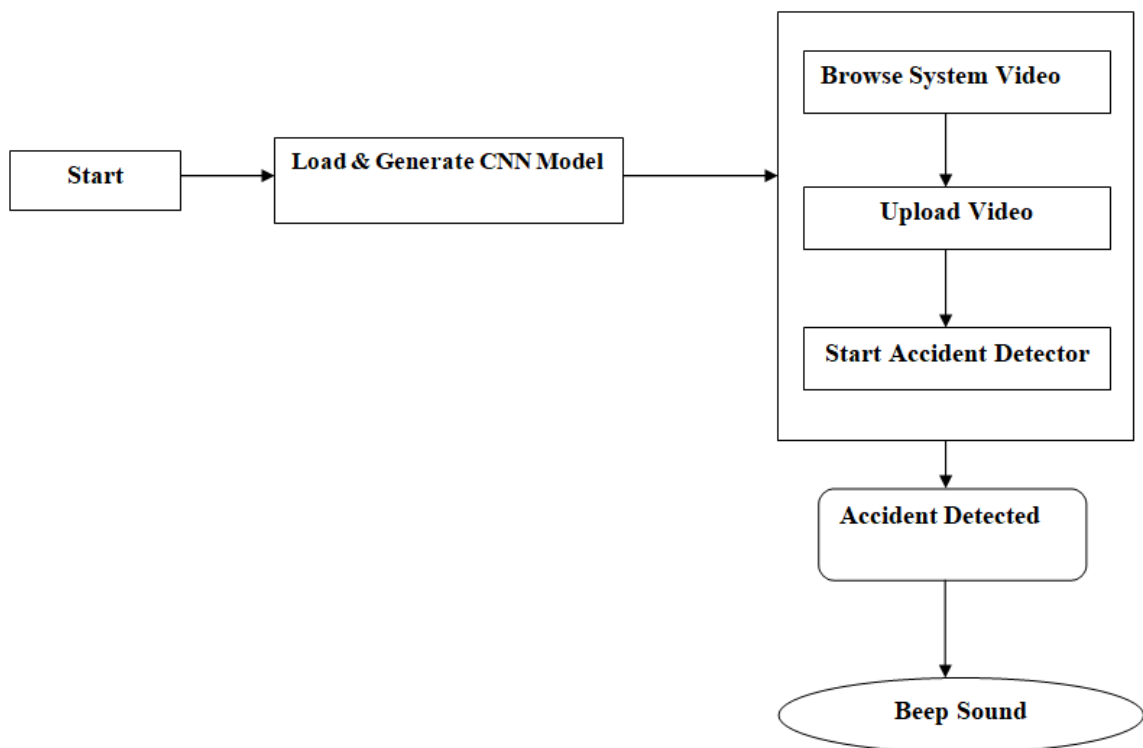 Start
Load & Generate CNN Model
Browse System Video
Upload Video
Start Accident Detector
Accident Detected
Beep Sound